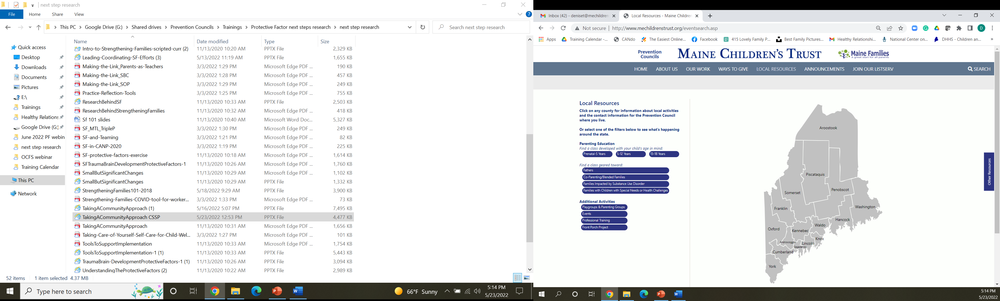 next step research
File Home Share View
This PC > Google Drive (G:) > Shared drives > Prevention Councils > Trainings > Protective Factor next steps research > next step research
Search next step research
Quick access
Desktop
Downloads
Documents
Pictures
E:\
Trainings
Healthy Relations
Google Drive (G:)
June 2022 PF webin
next step research
OCFS webinar
Training Calendar
This PC
Network
Name Date modified Type Size
Intro-to-Strengthening-Families-scripted-curr (2) 11/13/2020 10:20 AM PPTX File 2,329 KB
Leading-Coordinating-SF-Efforts (3) 5/13/2022 11:19 AM PPTX File 1,655 KB
Making-the-Link_Parents-as-Teachers 3/3/2022 1:29 PM Microsoft Edge PDF ... 190 KB
Making-the-Link_SBC 3/3/2022 1:28 PM Microsoft Edge PDF ... 457 KB
Making-the-Link_SOP 3/3/2022 1:29 PM Microsoft Edge PDF ... 249 KB
Practice-Reflection-Tools 3/3/2022 1:25 PM Microsoft Edge PDF ... 755 KB
ResearchBehindSF 11/13/2020 10:33 AM PPTX File 2,503 KB
ResearchBehindStrengtheningFamilies 11/13/2020 10:32 AM Microsoft Edge PDF ... 418 KB
Sf 101 slides 11/13/2020 10:40 AM Microsoft Word Doc... 5,327 KB
SF_MTL_TripleP 3/3/2022 1:30 PM Microsoft Edge PDF ... 249 KB
SF-and-Teaming 3/3/2022 1:21 PM Microsoft Edge PDF ... 82 KB
SF-in-CANP-2020 3/3/2022 1:19 PM Microsoft Edge PDF ... 225 KB
SF-protective-factors-exercise 11/13/2020 10:18 AM Microsoft Edge PDF ... 1,614 KB
SFTraumaBrainDevelopmentProtectiveFactors-1 11/13/2020 10:26 AM Microsoft Edge PDF ... 1,760 KB
SmallButSignificantChanges 11/13/2020 10:29 AM Microsoft Edge PDF ... 1,102 KB
SmallButSignificantChanges 11/13/2020 10:29 AM PPTX File 1,332 KB
StrengtheningFamilies101-2018 5/18/2022 9:29 AM PPTX File 3,900 KB
Strengthening-Families-COVID-tool-for-worker... 3/3/2022 1:33 PM Microsoft Edge PDF ... 73 KB
TakingACommunityApproach (1) 5/16/2022 5:07 PM PPTX File 7,495 KB
TakingACommunityApproach CSSP 5/23/2022 12:53 PM PPTX File 4,477 KB
TakingACommunityApproach 11/13/2020 10:31 AM Microsoft Edge PDF ... 1,656 KB
Taking-Care-of-Yourself-Self-Care-for-Child-Wel... 3/3/2022 1:27 PM Microsoft Edge PDF ... 101 KB
ToolsToSupportImplementation 11/13/2020 10:33 AM Microsoft Edge PDF ... 1,754 KB
ToolsToSupportImplementation-1 (1) 11/13/2020 10:33 AM PPTX File 5,443 KB
TraumaBrain-DevelopmentProtectiveFactors-1 (1) 11/13/2020 10:26 AM PPTX File 3,094 KB
UnderstandingTheProtectiveFactors (2) 11/13/2020 10:22 AM PPTX File 2,989 KB
52 items 1 item selected 4.37 MB
Type here to search
66°F Sunny
5:14 PM
5/23/2022
Inbox (42) - deniset@mechildren
Local Resources - Maine Children
Not secure | http://www.mechildrenstrust.org/eventsearch.asp
D
Apps Training Calendar -... CANdo The Easiest Online... Facebook 415 Lovely Family P... Best Family Pictures... Healthy Relationshi... National Center on... DHHS - Children an... »
Prevention
Councils
MAINE CHILDREN'S TRUST
Maine Families
A great start for all parents
HOME ABOUT US OUR WORK WAYS TO GIVE LOCAL RESOURCES ANNOUNCEMENTS JOIN OUR LISTSERV SEARCH
Local Resources
Click on any county for information about local activities
and the contact information for the Prevention Council
where you live.
Or select one of the filters below to see what's happening
around the state.
Parenting Education
Find a class developed with your child's age in mind:
Prenatal-5 Years 5-12 Years 13-18 Years
Find a class geared toward:
Fathers
Co-Parenting/Blended Families
Families Impacted by Substance Use Disorder
Families with Children with Special Needs or Health Challenges
Additional Activities
Playgroups & Parenting Groups
Events
Professional Training
Front Porch Project
Aroostook
Piscataquis
Somerset
Penobscot
Franklin
Washington
Hancock
Waldo
Oxford
Kennebec
Knox
Androscoggin
Lincoln
Sagadahoc
Cumberland
York
Other Resources
5:14 PM
5/23/2022